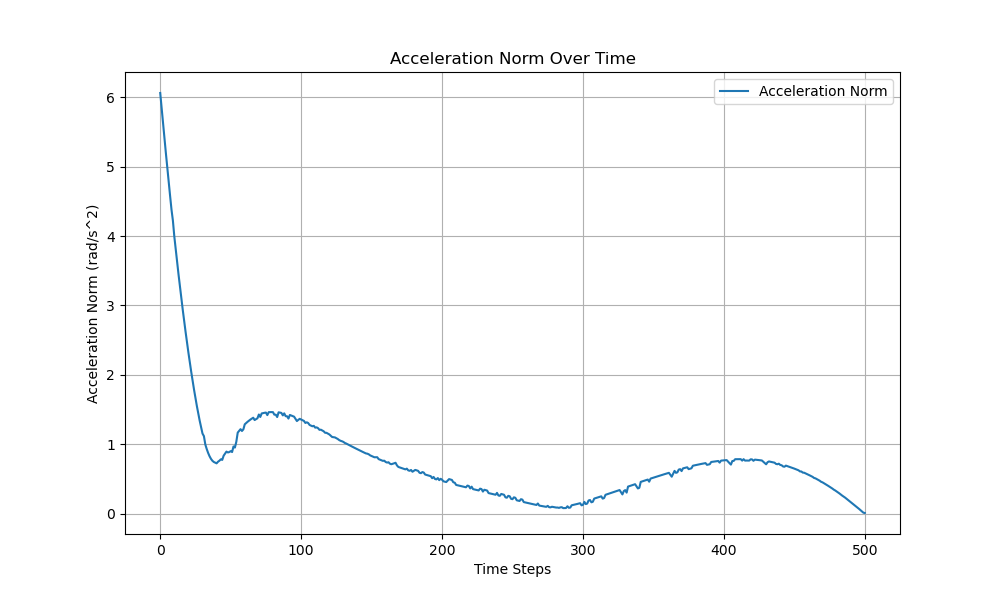 Acceleration Norm Over Time
Acceleration Norm
Acceleration Norm (rad/s^2)
6
5
4
3
2
1
0
0 100 200 300 400 500
Time Steps